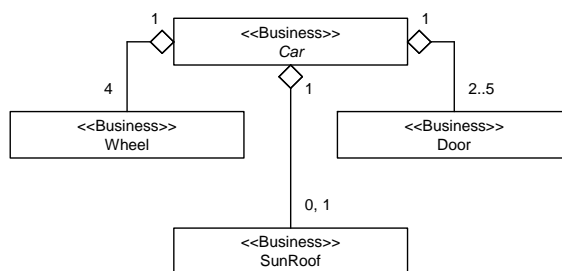 1
<<Business>>
Car
1
1
4
2..5
<<Business>>
Wheel
<<Business>>
Door
0, 1
<<Business>>
SunRoof